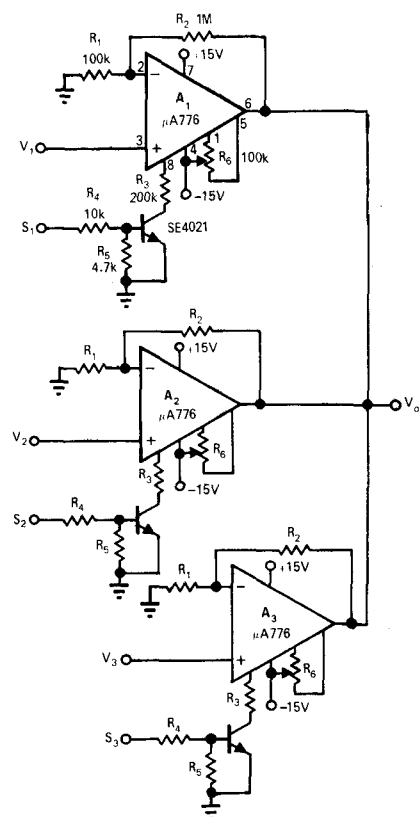 R2 1M
R1
100k
+15V
2
7
−
A1
μA776
6
5
V1
3
+
4
1
8
R6
100k
R3
200k
−15V
R4
10k
SE4021
S1
R5
4.7k
R2
R1
+15V
−
A2
μA776
Vo
V2
+
R6
R3
−15V
R4
S2
R5
R2
R1
+15V
−
A3
μA776
V3
+
R6
R3
−15V
R4
S3
R5